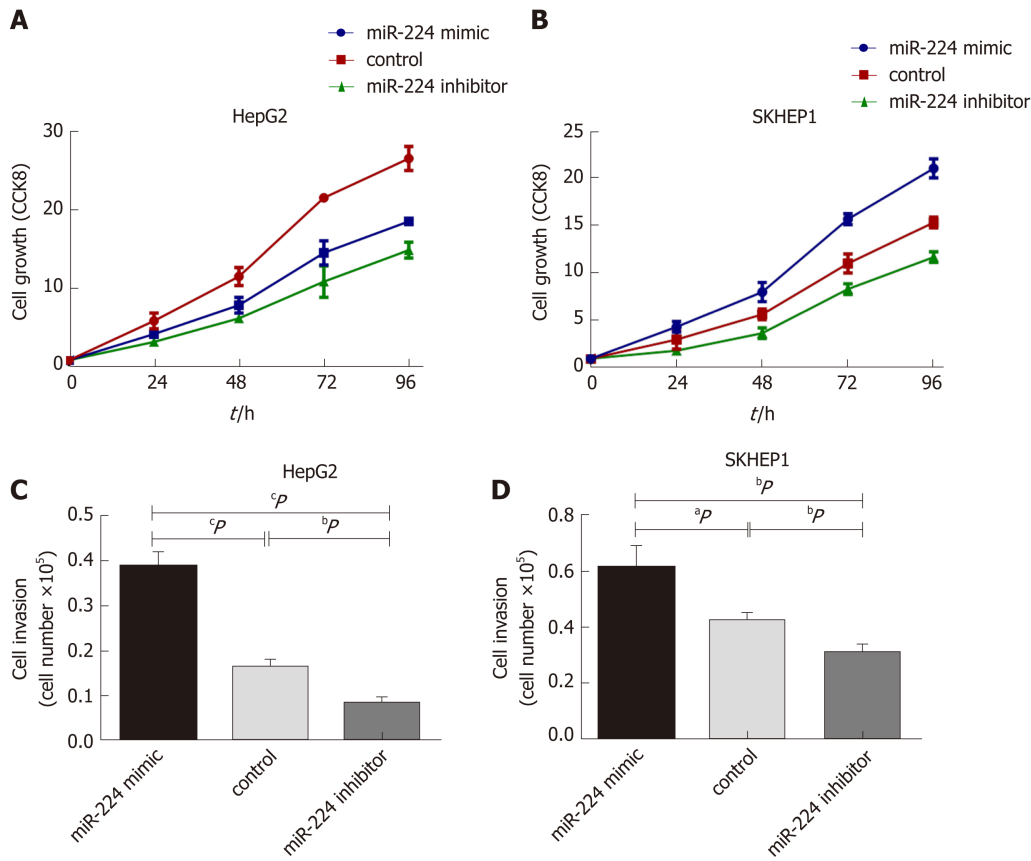 A
miR-224 mimic
control
miR-224 inhibitor
HepG2
Cell growth (CCK8)
30
20
10
0
0 24 48 72 96
t/h
B
miR-224 mimic
control
miR-224 inhibitor
SKHEP1
Cell growth (CCK8)
25
20
15
10
5
0
0 24 48 72 96
t/h
C
HepG2
cP
cP bP
Cell invasion
(cell number ×10⁵)
0.5
0.4
0.3
0.2
0.1
0.0
miR-224 mimic
control
miR-224 inhibitor
D
SKHEP1
bP
aP bP
Cell invasion
(cell number ×10⁵)
0.8
0.6
0.4
0.2
0.0
miR-224 mimic
control
miR-224 inhibitor